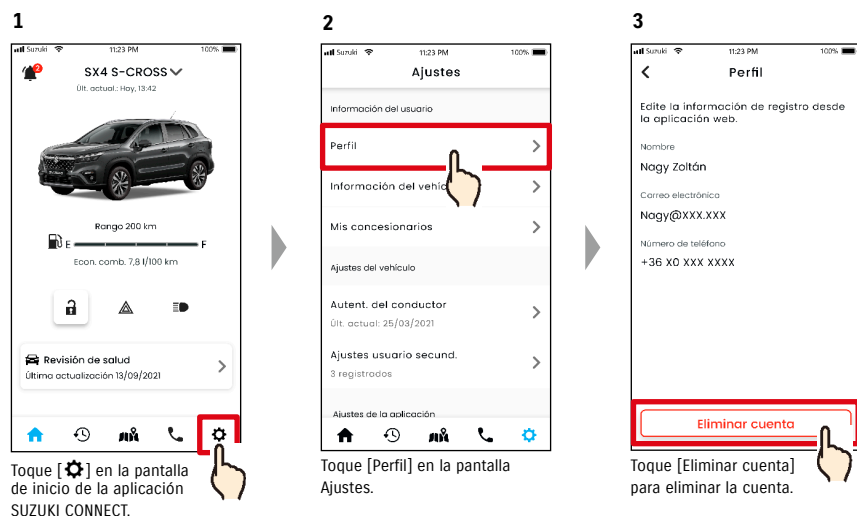 1
Suzuki 11:23 PM 100%
2
SX4 S-CROSS
Últ. actual.: Hoy, 13:42
Rango 200 km
E F
Econ. comb. 7,8 l/100 km
Revisión de salud
Última actualización 13/09/2021
Toque [ ] en la pantalla
de inicio de la aplicación
SUZUKI CONNECT.
2
Suzuki 11:23 PM 100%
Ajustes
Información del usuario
Perfil
Información del vehíc
Mis concesionarios
Ajustes del vehículo
Autent. del conductor
Últ. actual: 25/03/2021
Ajustes usuario secund.
3 registrados
Ajustes de la aplicación
Toque [Perfil] en la pantalla
Ajustes.
3
Suzuki 11:23 PM 100%
Perfil
Edite la información de registro desde
la aplicación web.
Nombre
Nagy Zoltán
Correo electrónico
Nagy@XXX.XXX
Número de teléfono
+36 X0 XXX XXXX
Eliminar cuenta
Toque [Eliminar cuenta]
para eliminar la cuenta.